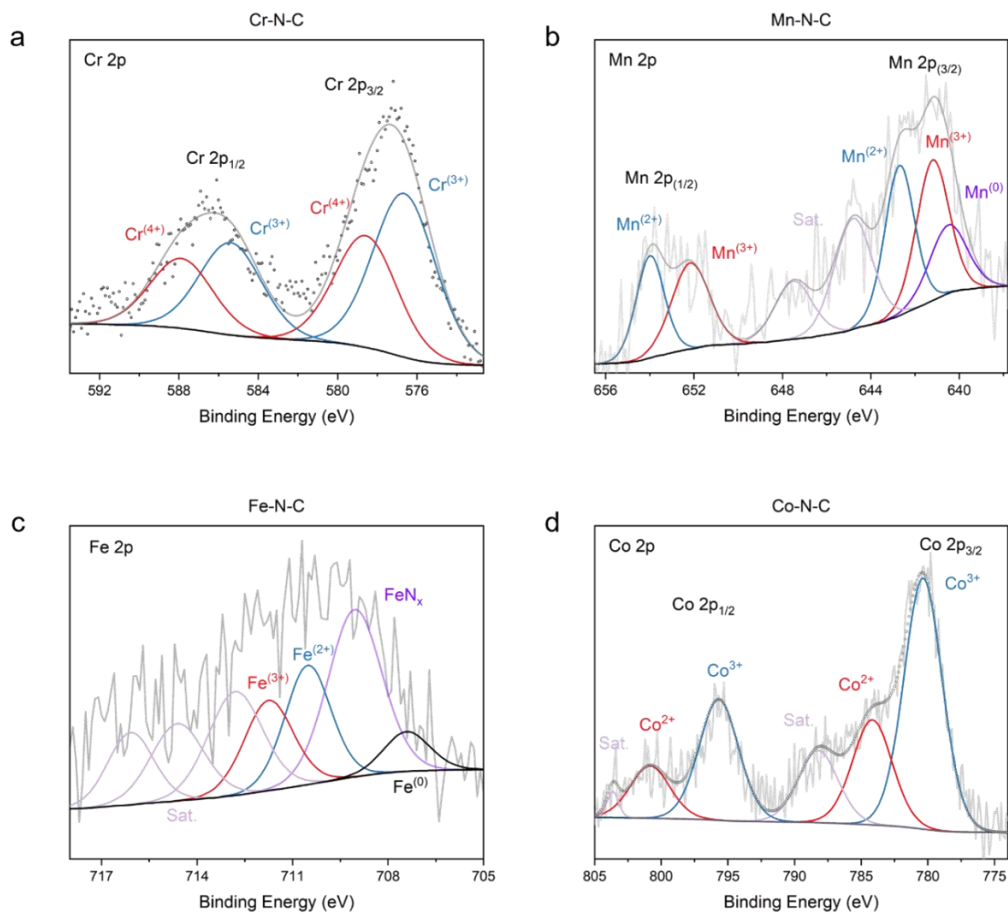 Cr-N-C
a
Cr 2p
Cr 2p3/2
Cr 2p1/2
Cr(4+)
Cr(3+)
Cr(4+)
Cr(3+)
592 588 584 580 576
Binding Energy (eV)
Mn-N-C
b
Mn 2p
Mn 2p(3/2)
Mn 2p(1/2)
Mn(2+)
Mn(3+)
Sat.
Mn(2+)
Mn(3+)
Mn(0)
656 652 648 644 640
Binding Energy (eV)
Fe-N-C
c
Fe 2p
FeNx
Fe(2+)
Fe(3+)
Sat.
Fe(0)
717 714 711 708 705
Binding Energy (eV)
Co-N-C
d
Co 2p
Co 2p3/2
Co3+
Co 2p1/2
Co3+
Co2+
Sat.
Co2+
Sat.
805 800 795 790 785 780 775
Binding Energy (eV)